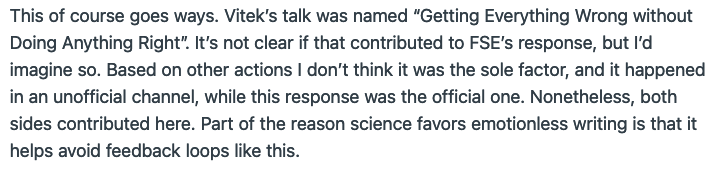 This of course goes ways. Vitek’s talk was named “Getting Everything Wrong without
Doing Anything Right”. It’s not clear if that contributed to FSE’s response, but I’d
imagine so. Based on other actions I don’t think it was the sole factor, and it happened
in an unofficial channel, while this response was the official one. Nonetheless, both
sides contributed here. Part of the reason science favors emotionless writing is that it
helps avoid feedback loops like this.